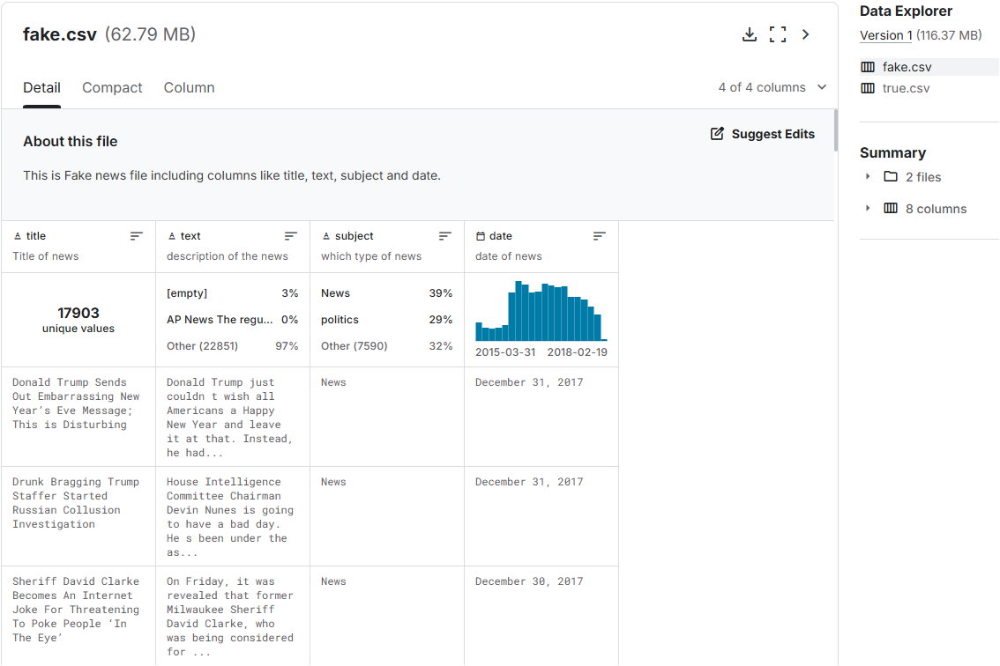 fake.csv (62.79 MB)
Detail Compact Column
4 of 4 columns
About this file
Suggest Edits
This is Fake news file including columns like title, text, subject and date.
title
Title of news
text
description of the news
subject
which type of news
date
date of news
17903
unique values
[empty] 3%
AP News The regu... 0%
Other (22851) 97%
News 39%
politics 29%
Other (7590) 32%
2015-03-31 2018-02-19
Donald Trump Sends
Out Embarrassing New
Year’s Eve Message;
This is Disturbing
Donald Trump just
couldn t wish all
Americans a Happy
New Year and leave
it at that. Instead,
he had...
News
December 31, 2017
Drunk Bragging Trump
Staffer Started
Russian Collusion
Investigation
House Intelligence
Committee Chairman
Devin Nunes is going
to have a bad day.
He s been under the
as...
News
December 31, 2017
Sheriff David Clarke
Becomes An Internet
Joke For Threatening
To Poke People ‘In
The Eye’
On Friday, it was
revealed that former
Milwaukee Sheriff
David Clarke, who
was being considered
for ...
News
December 30, 2017
Data Explorer
Version 1 (116.37 MB)
fake.csv
true.csv
Summary
2 files
8 columns